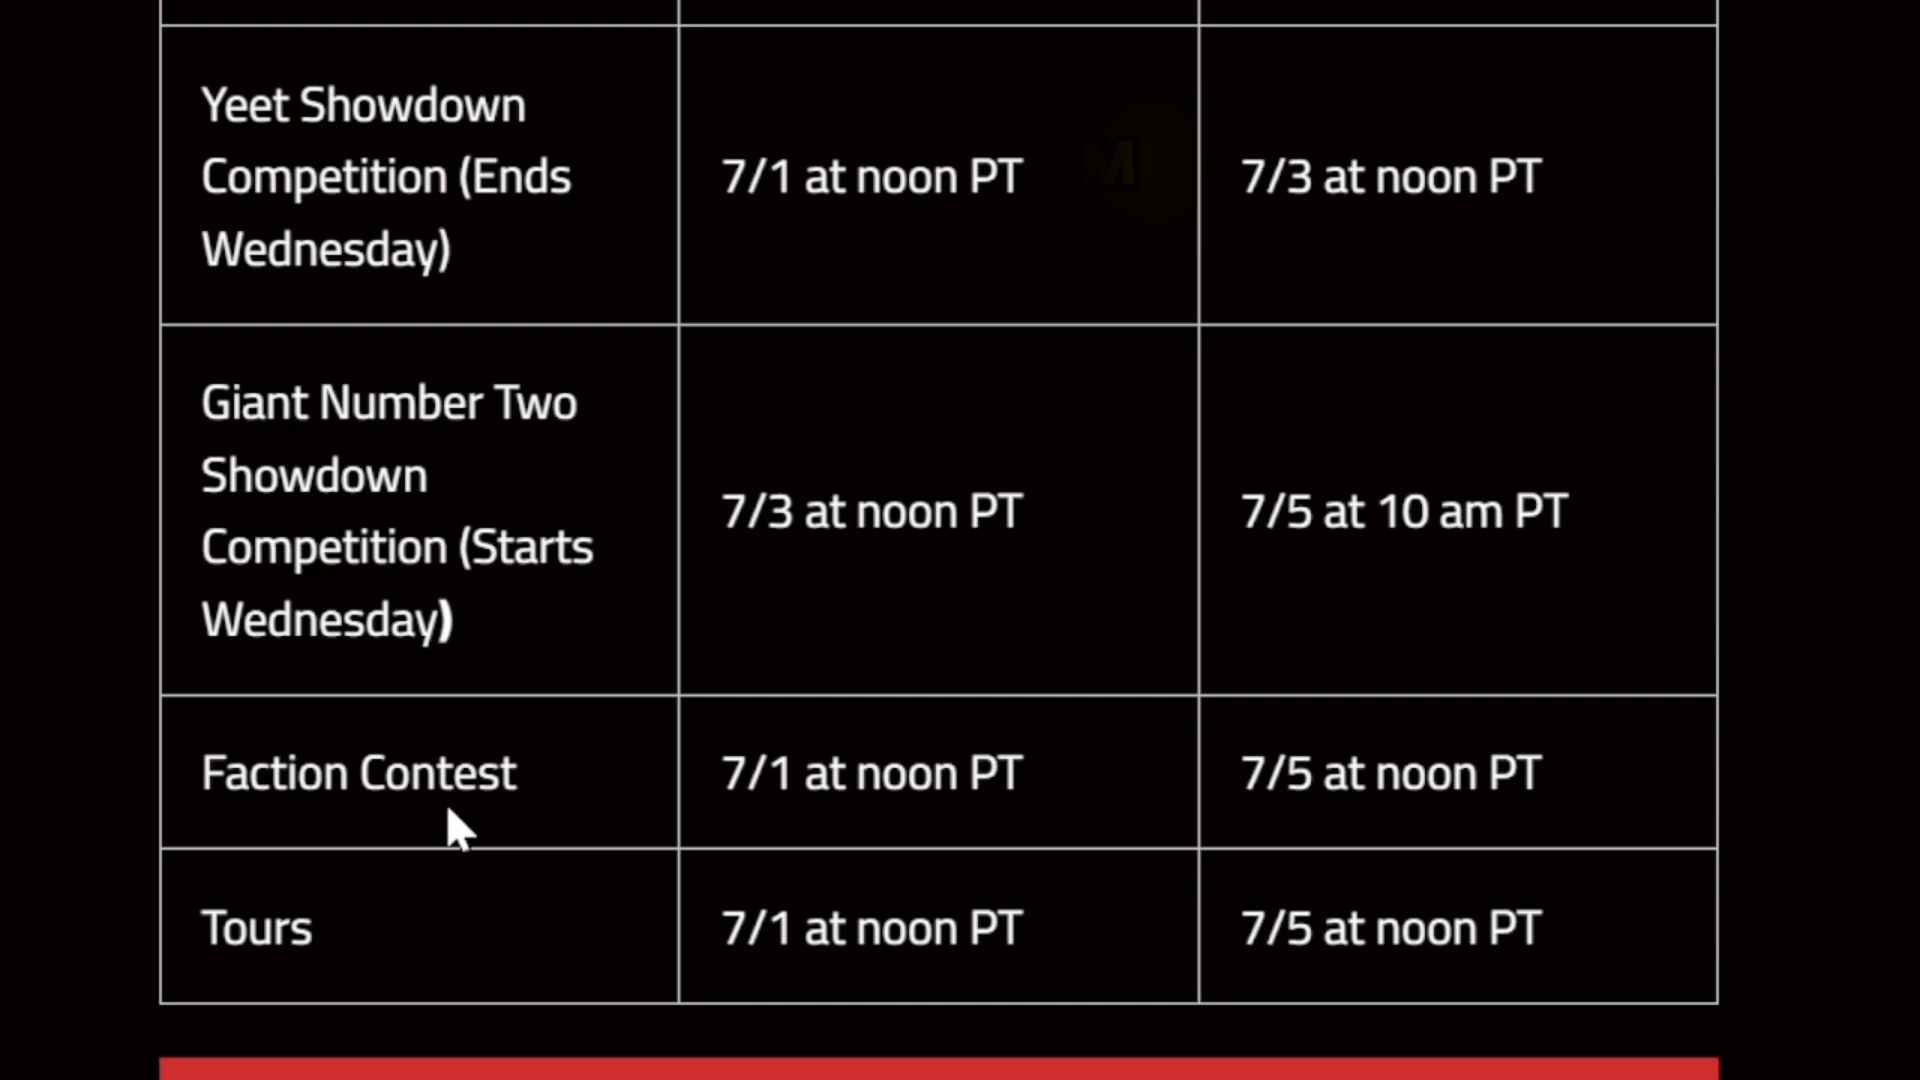 Yeet Showdown
Competition (Ends
Wednesday)
7/1 at noon PT
7/3 at noon PT
Giant Number Two
Showdown
Competition (Starts
Wednesday)
7/3 at noon PT
7/5 at 10 am PT
Faction Contest
7/1 at noon PT
7/5 at noon PT
Tours
7/1 at noon PT
7/5 at noon PT